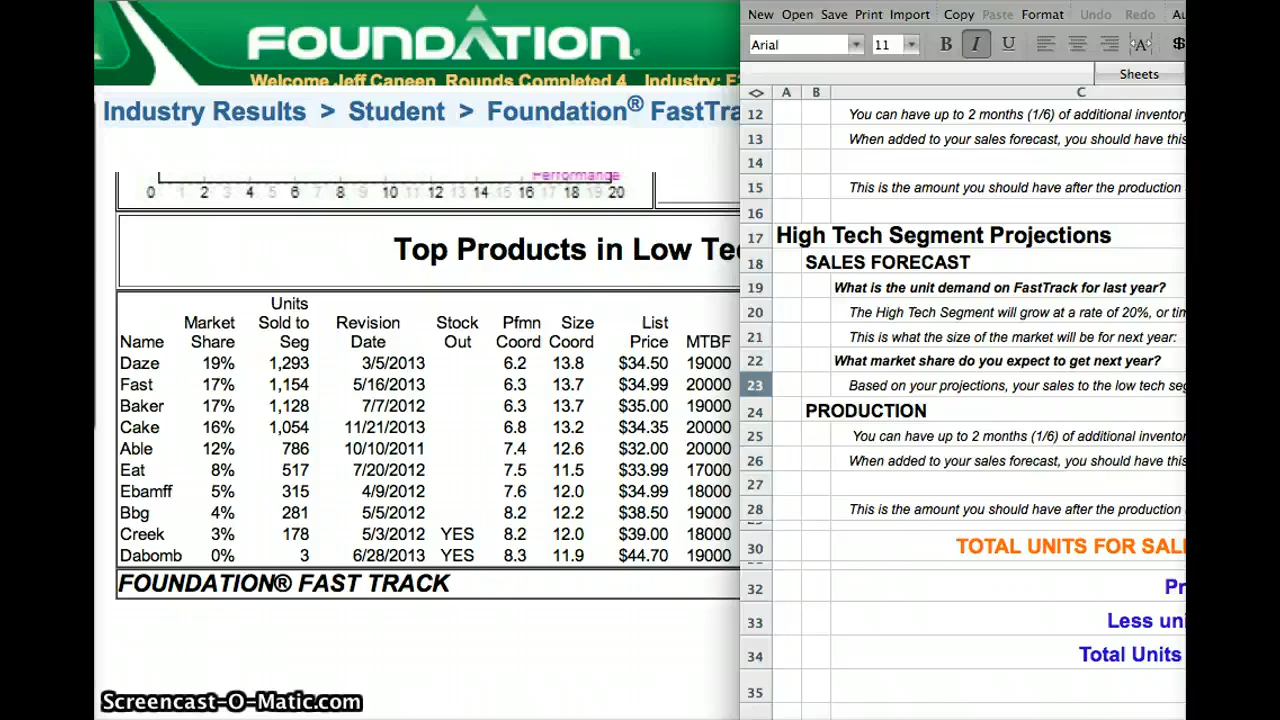 FOUNDATION®
Welcome Jeff Caneen, Rounds Completed 4 Industry:
Industry Results > Student > Foundation® FastTra
Performance
0 1 2 3 4 5 6 7 8 9 10 11 12 13 14 15 16 17 18 19 20
Top Products in Low Te
Name Market Share Units Sold to Seg Revision Date Stock Out Pfmn Coord Size Coord List Price MTBF
Daze 19% 1,293 3/5/2013 6.2 13.8 $34.50 19000
Fast 17% 1,154 5/16/2013 6.3 13.7 $34.99 20000
Baker 17% 1,128 7/7/2012 6.3 13.7 $35.00 19000
Cake 16% 1,054 11/21/2013 6.8 13.2 $34.35 20000
Able 12% 786 10/10/2011 7.4 12.6 $32.00 20000
Eat 8% 517 7/20/2012 7.5 11.5 $33.99 17000
Ebamff 5% 315 4/9/2012 7.6 12.0 $34.99 18000
Bbg 4% 281 5/5/2012 8.2 12.2 $38.50 19000
Creek 3% 178 5/3/2012 YES 8.2 12.0 $39.00 18000
Dabomb 0% 3 6/28/2013 YES 8.3 11.9 $44.70 19000
FOUNDATION® FAST TRACK
Screencast-O-Matic.com
New Open Save Print Import Copy Paste Format Undo Redo Au
Arial 11 B I U A $
Sheets
<> A B C
12 You can have up to 2 months (1/6) of additional inventory
13 When added to your sales forecast, you should have this
14
15 This is the amount you should have after the production
16
17 High Tech Segment Projections
18 SALES FORECAST
19 What is the unit demand on FastTrack for last year?
20 The High Tech Segment will grow at a rate of 20%, or tim
21 This is what the size of the market will be for next year:
22 What market share do you expect to get next year?
23 Based on your projections, your sales to the low tech seg
24 PRODUCTION
25 You can have up to 2 months (1/6) of additional inventor
26 When added to your sales forecast, you should have this
27
28 This is the amount you should have after the production
30 TOTAL UNITS FOR SAL
32 Pr
33 Less uni
34 Total Units
35